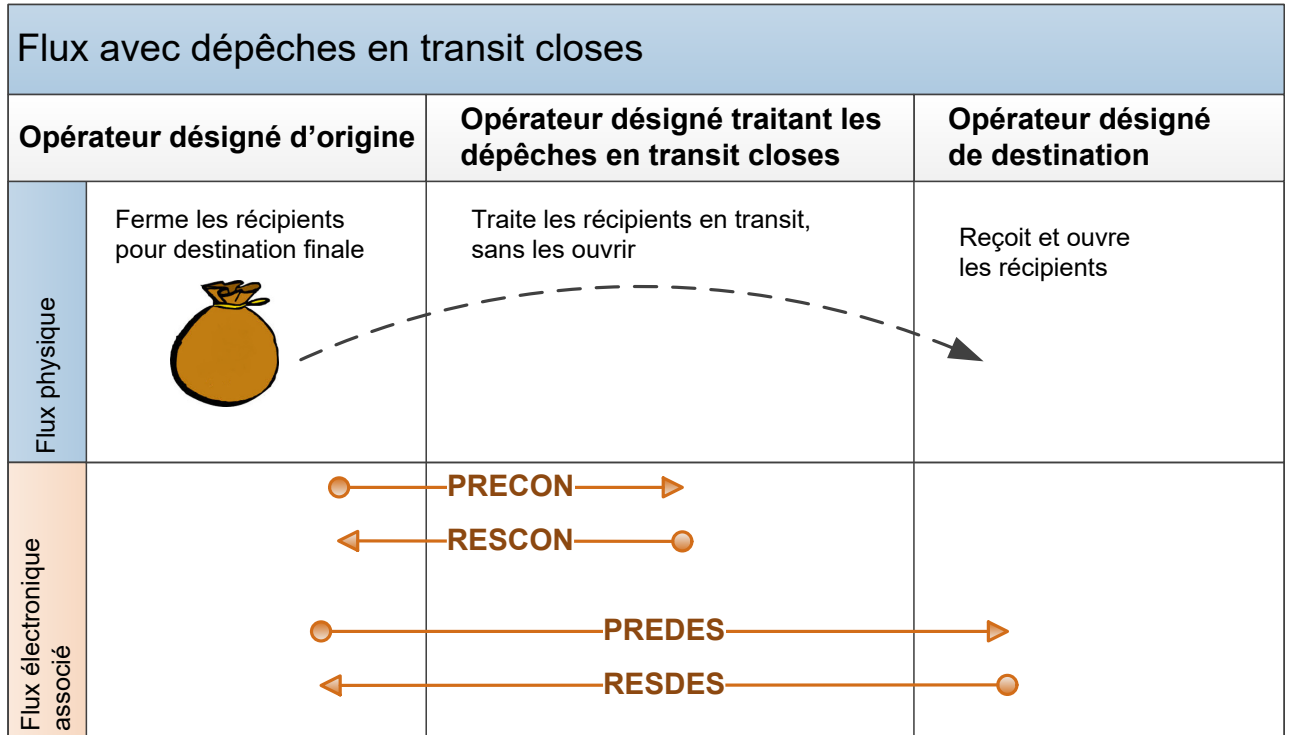 Flux avec dépêches en transit closes
Opérateur désigné d’origine
Opérateur désigné traitant les
dépêches en transit closes
Opérateur désigné
de destination
Flux physique
Ferme les récipients
pour destination finale
Traite les récipients en transit,
sans les ouvrir
Reçoit et ouvre
les récipients
Flux électronique
associé
PRECON
RESCON
PREDES
RESDES